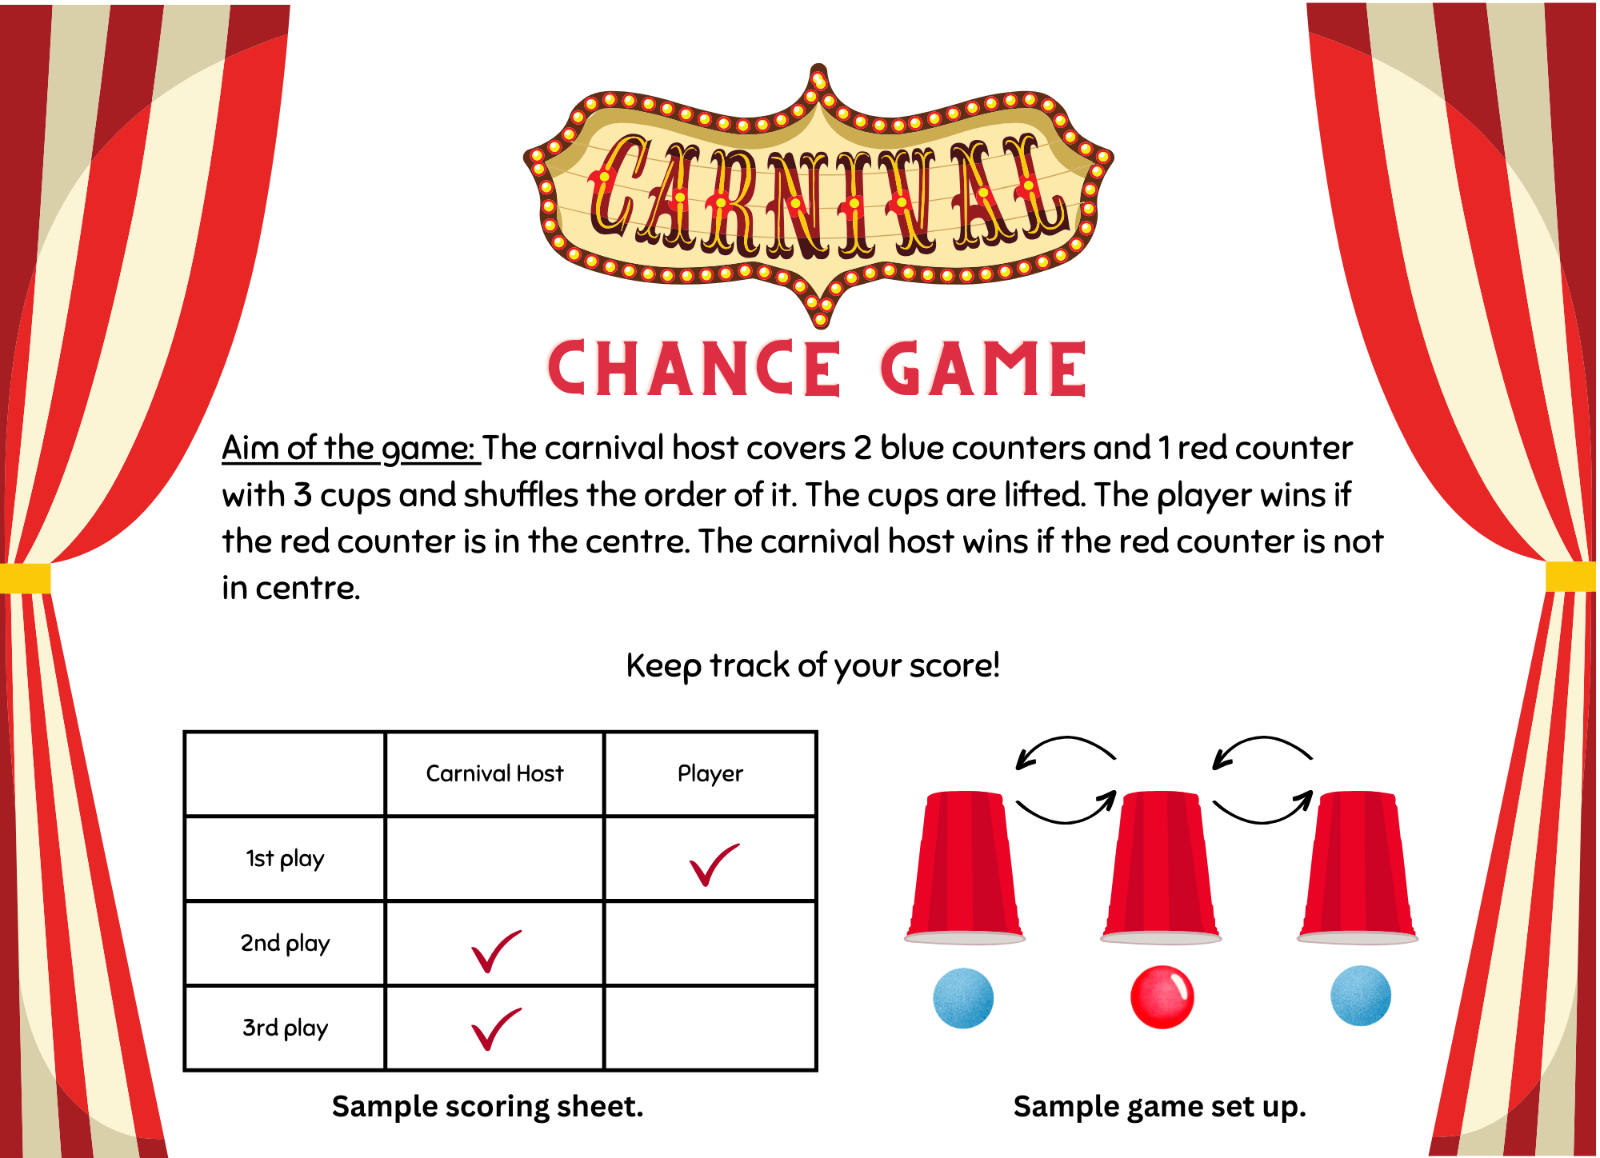 CARNIVAL
CHANCE GAME
Aim of the game: The carnival host covers 2 blue counters and 1 red counter
with 3 cups and shuffles the order of it. The cups are lifted. The player wins if
the red counter is in the centre. The carnival host wins if the red counter is not
in centre.
Keep track of your score!
Carnival Host Player
1st play
2nd play
3rd play
Sample scoring sheet.
Sample game set up.